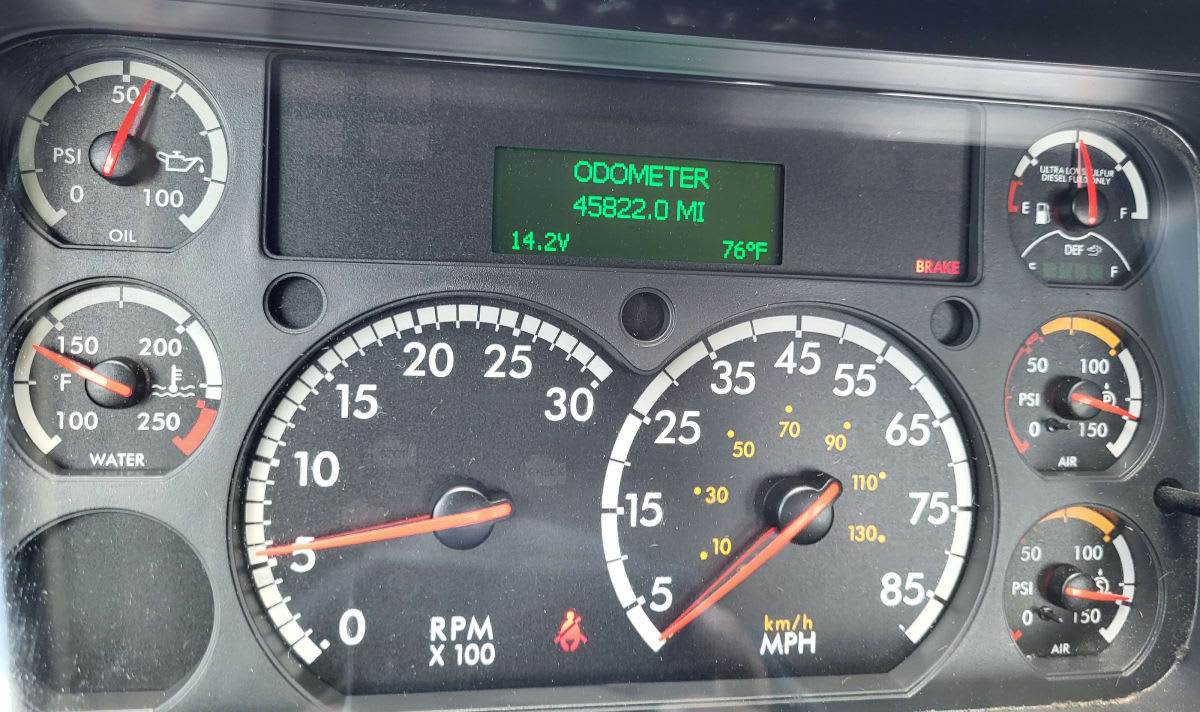 50
PSI
0
100
OIL
ODOMETER
45822.0 MI
14.2V
76°F
BRAKE
ULTRA LOW SULFUR
DIESEL FUEL ONLY
E
F
DEF
F
150
200
°F
100
250
WATER
0
5
10
15
20
25
30
RPM
X 100
5
15
25
35
45
55
65
75
85
10
30
50
70
90
110
130
km/h
MPH
50
100
PSI
P
0
150
AIR
50
100
PSI
S
0
150
AIR